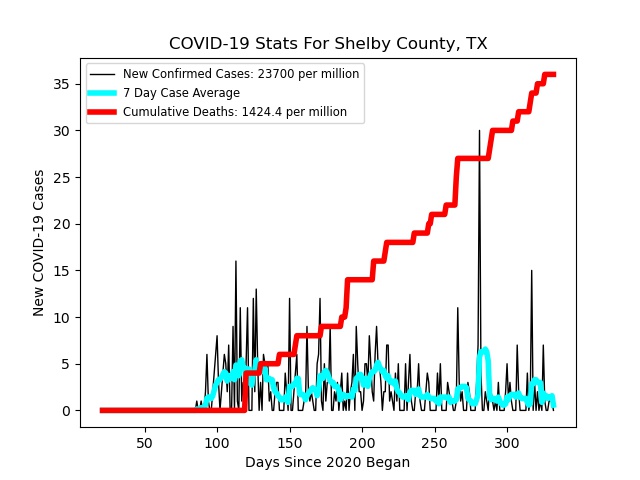 COVID-19 Stats For Shelby County, TX
New Confirmed Cases: 23700 per million
7 Day Case Average
Cumulative Deaths: 1424.4 per million
New COVID-19 Cases
35
30
25
20
15
10
5
0
50
100
150
200
250
300
Days Since 2020 Began